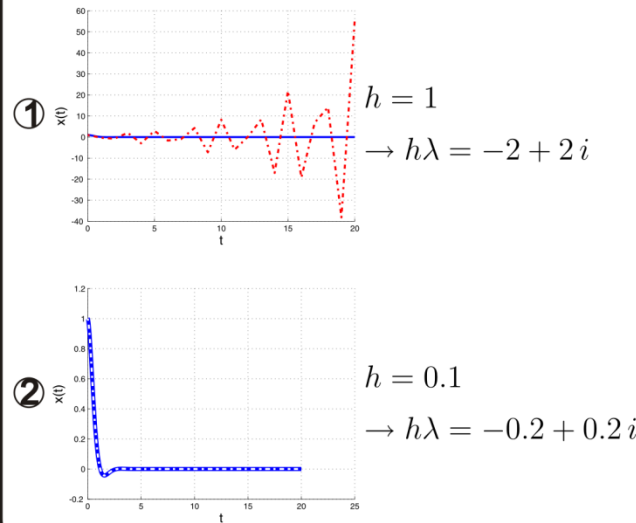 ①
60
50
40
30
20
10
0
-10
-20
-30
-40
x(t)
0 5 10 15 20
t
h = 1
→ hλ = −2 + 2 i
②
1.2
1
0.8
0.6
0.4
0.2
0
-0.2
x(t)
0 5 10 15 20 25
t
h = 0.1
→ hλ = −0.2 + 0.2 i